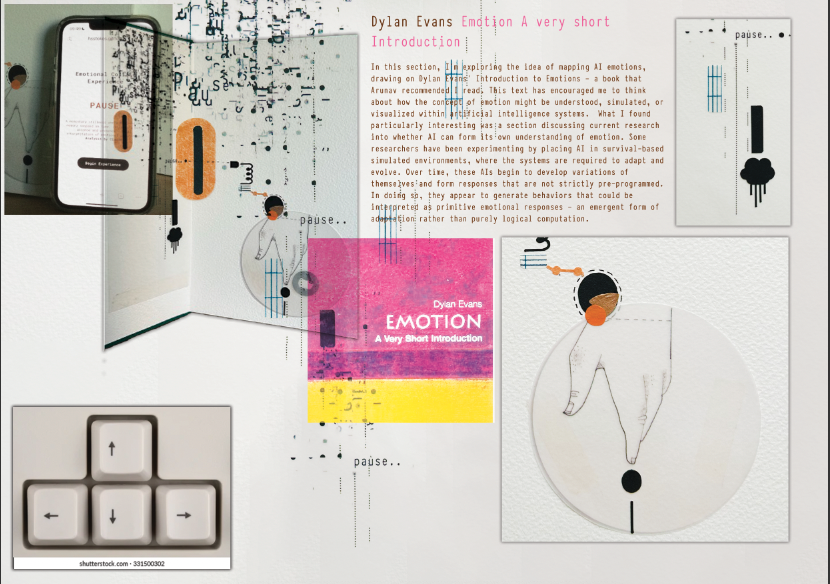 Dylan Evans Emotion A very short
Introduction
In this section, I'm exploring the idea of mapping AI emotions,
drawing on Dylan Evans' Introduction to Emotions – a book that
Arunav recommended I read. This text has encouraged me to think
about how the concept of emotion might be understood, simulated, or
visualized within artificial intelligence systems. What I found
particularly interesting was a section discussing current research
into whether AI can form its own understanding of emotion. Some
researchers have been experimenting by placing AI in survival-based
simulated environments, where the systems are required to adapt and
evolve. Over time, these AIs begin to develop variations of
themselves and form responses that are not strictly pre-programmed.
In doing so, they appear to generate behaviors that could be
interpreted as primitive emotional responses – an emergent form of
adaptation rather than purely logical computation.
pause..
Emotional
Experience
PAUSE
Begin Experience
pause..
Dylan Evans
EMOTION
A Very Short Introduction
pause..
↑
← ↓ →
shutterstock.com · 331500302